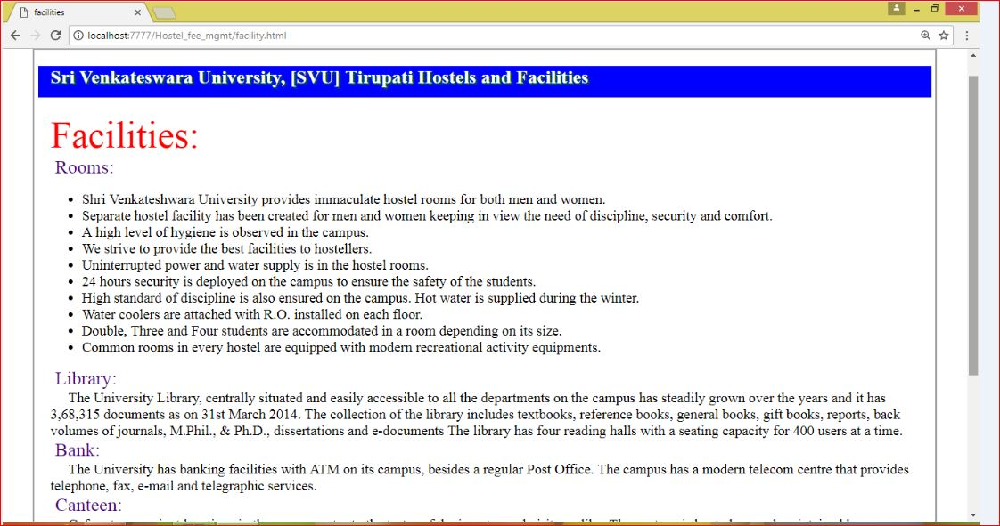 facilities
localhost:7777/Hostel_fee_mgmt/facility.html
Sri Venkateswara University, [SVU] Tirupati Hostels and Facilities
Facilities:
Rooms:
• Shri Venkateshwara University provides immaculate hostel rooms for both men and women.
• Separate hostel facility has been created for men and women keeping in view the need of discipline, security and comfort.
• A high level of hygiene is observed in the campus.
• We strive to provide the best facilities to hostellers.
• Uninterrupted power and water supply is in the hostel rooms.
• 24 hours security is deployed on the campus to ensure the safety of the students.
• High standard of discipline is also ensured on the campus. Hot water is supplied during the winter.
• Water coolers are attached with R.O. installed on each floor.
• Double, Three and Four students are accommodated in a room depending on its size.
• Common rooms in every hostel are equipped with modern recreational activity equipments.
Library:
The University Library, centrally situated and easily accessible to all the departments on the campus has steadily grown over the years and it has
3,68,315 documents as on 31st March 2014. The collection of the library includes textbooks, reference books, general books, gift books, reports, back
volumes of journals, M.Phil., & Ph.D., dissertations and e-documents The library has four reading halls with a seating capacity for 400 users at a time.
Bank:
The University has banking facilities with ATM on its campus, besides a regular Post Office. The campus has a modern telecom centre that provides
telephone, fax, e-mail and telegraphic services.
Canteen: